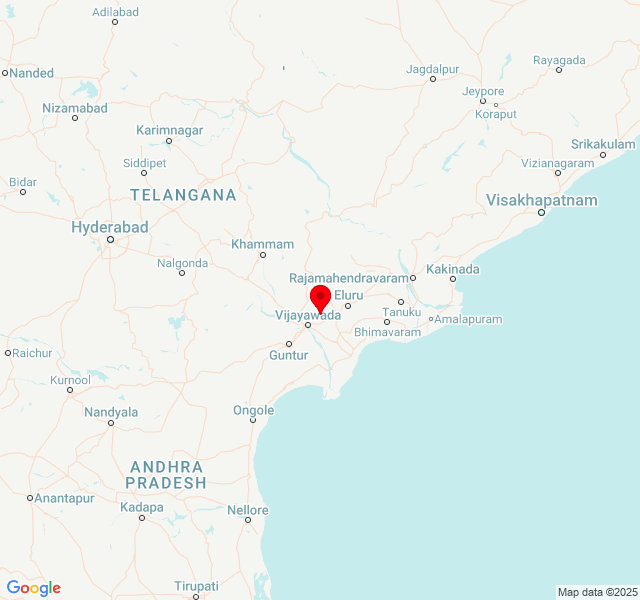 Adilabad
Rayagada
Jagdalpur
Nanded
Jeypore
Nizamabad
Koraput
Karimnagar
Srikakulam
Siddipet
Vizianagaram
Bidar
TELANGANA
Visakhapatnam
Hyderabad
Khammam
Nalgonda
Kakinada
Rajamahendravaram
Eluru
Tanuku
Vijayawada
Amalapuram
Bhimavaram
Raichur
Guntur
Kurnool
Nandyala
Ongole
ANDHRA
PRADESH
Anantapur
Kadapa
Nellore
Tirupati
Google
Map data ©2025